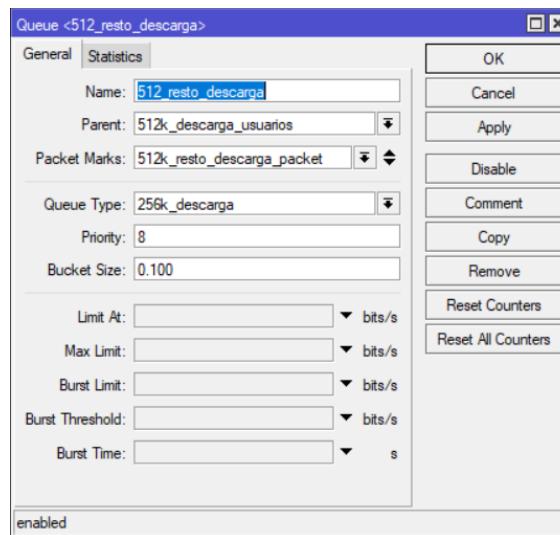 Queue <512_resto_descarga>
General Statistics
Name: 512_resto_descarga
Parent: 512k_descarga_usuarios
Packet Marks: 512k_resto_descarga_packet
Queue Type: 256k_descarga
Priority: 8
Bucket Size: 0.100
Limit At: bits/s
Max Limit: bits/s
Burst Limit: bits/s
Burst Threshold: bits/s
Burst Time: s
OK
Cancel
Apply
Disable
Comment
Copy
Remove
Reset Counters
Reset All Counters
enabled